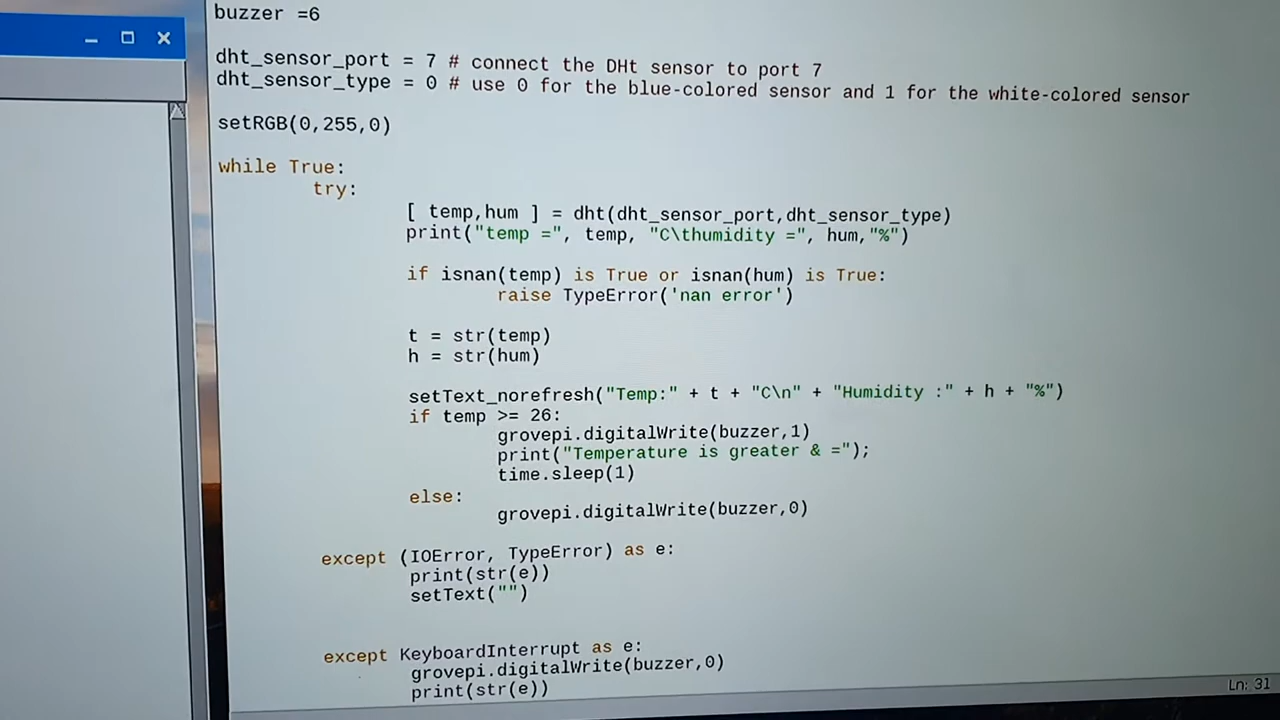 buzzer =6
dht_sensor_port = 7 # connect the DHt sensor to port 7
dht_sensor_type = 0 # use 0 for the blue-colored sensor and 1 for the white-colored sensor
setRGB(0,255,0)
while True:
try:
[ temp,hum ] = dht(dht_sensor_port,dht_sensor_type)
print("temp =", temp, "C\thumidity =", hum,"%")
if isnan(temp) is True or isnan(hum) is True:
raise TypeError('nan error')
t = str(temp)
h = str(hum)
setText_norefresh("Temp:" + t + "C\n" + "Humidity :" + h + "%")
if temp >= 26:
grovepi.digitalWrite(buzzer,1)
print("Temperature is greater & =");
time.sleep(1)
else:
grovepi.digitalWrite(buzzer,0)
except (IOError, TypeError) as e:
print(str(e))
setText("")
except KeyboardInterrupt as e:
grovepi.digitalWrite(buzzer,0)
print(str(e))
Ln: 31